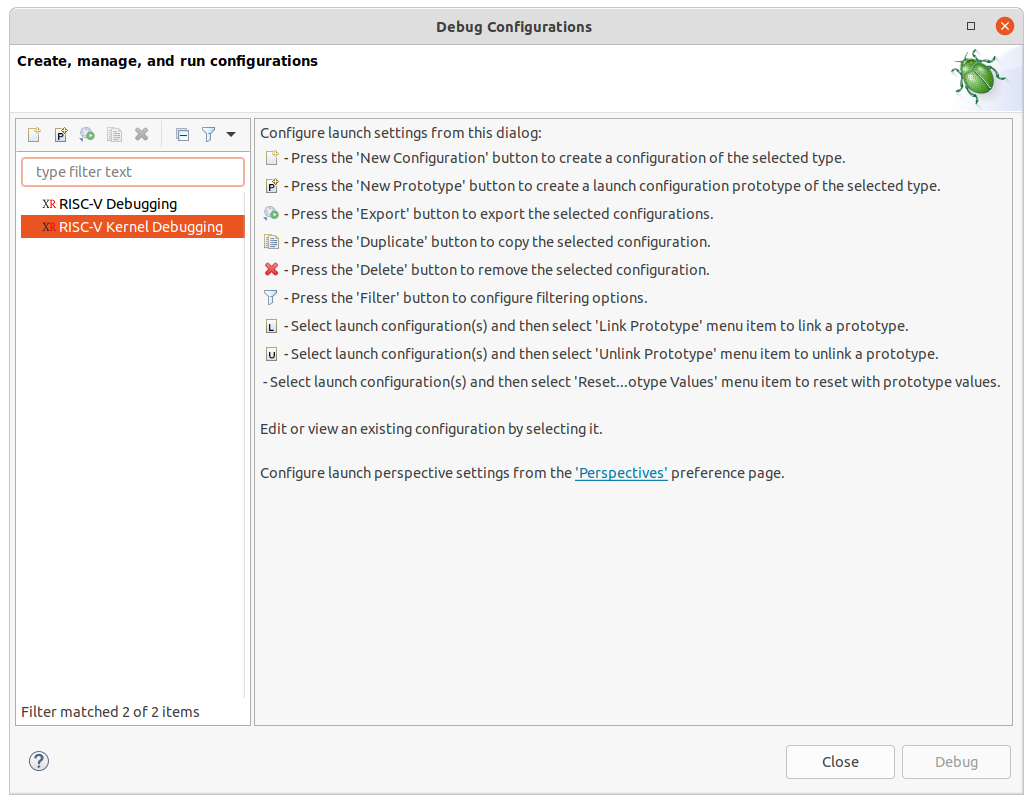 Debug Configurations
Create, manage, and run configurations
type filter text
XR RISC-V Debugging
XR RISC-V Kernel Debugging
Filter matched 2 of 2 items
Configure launch settings from this dialog:
- Press the 'New Configuration' button to create a configuration of the selected type.
P - Press the 'New Prototype' button to create a launch configuration prototype of the selected type.
- Press the 'Export' button to export the selected configurations.
- Press the 'Duplicate' button to copy the selected configuration.
- Press the 'Delete' button to remove the selected configuration.
- Press the 'Filter' button to configure filtering options.
L - Select launch configuration(s) and then select 'Link Prototype' menu item to link a prototype.
U - Select launch configuration(s) and then select 'Unlink Prototype' menu item to unlink a prototype.
- Select launch configuration(s) and then select 'Reset...otype Values' menu item to reset with prototype values.
Edit or view an existing configuration by selecting it.
Configure launch perspective settings from the 'Perspectives' preference page.
?
Close
Debug